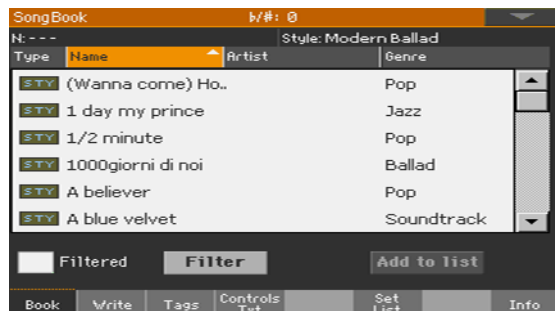 SongBook ♭/#: 0
N: - - - Style: Modern Ballad
Type Name Artist Genre
STY (Wanna come) Ho.. Pop
STY 1 day my prince Jazz
STY 1/2 minute Pop
STY 1000giorni di noi Ballad
STY A believer Pop
STY A blue velvet Soundtrack
Filtered Filter Add to list
Book Write Tags Controls Txt Set List Info